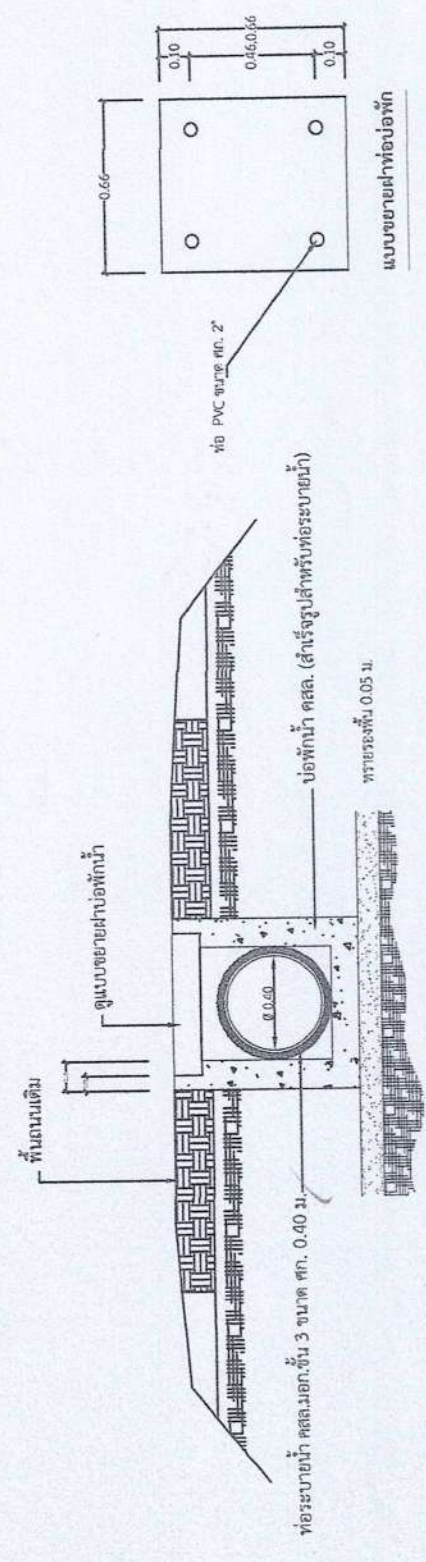 พื้นถนนเดิม
ดูแบบขยายฝาบ่อพักน้ำ
Ø 0.40
ท่อระบายน้ำ คสล.มอก.ชั้น 3 ขนาด ศก. 0.40 ม.
บ่อพักน้ำ คสล. (สำเร็จรูปสำหรับท่อระบายน้ำ)
ทรายรองพื้น 0.05 ม.
0.66
0.10
0.46
0.66
0.10
ท่อ PVC ขนาด ศก. 2"
แบบขยายฝาท่อบ่อพัก